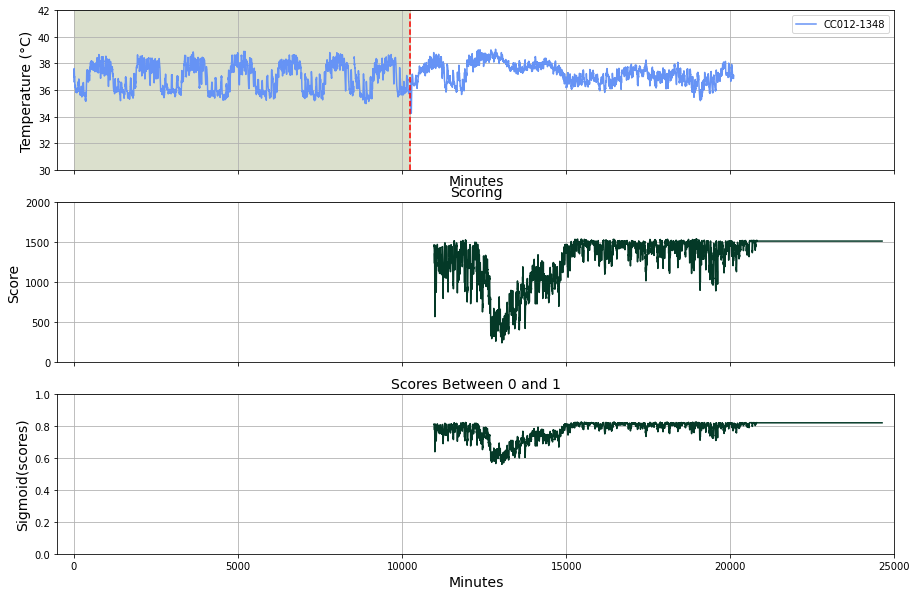 42
40
38
36
34
32
30
Temperature (°C)
CC012-1348
Minutes
Scoring
2000
1500
1000
500
0
Score
Scores Between 0 and 1
1.0
0.8
0.6
0.4
0.2
0.0
Sigmoid(scores)
0 5000 10000 15000 20000 25000
Minutes